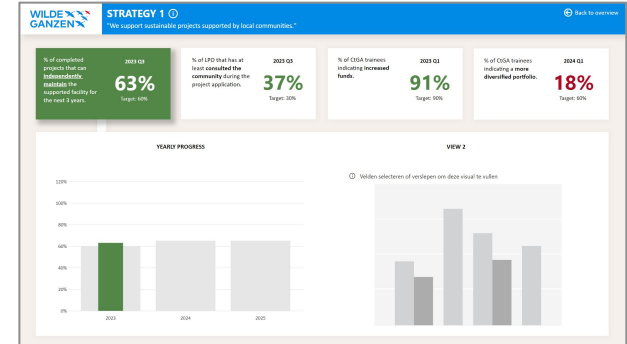 WILDE
GANZEN
STRATEGY 1
"We support sustainable projects supported by local communities."
Back to overview
% of completed
projects that can
independently
maintain the
supported facility for
the next 3 years.
2023 Q3
63%
Target: 60%
% of LPO that has at
least consulted the
community during the
project application.
2023 Q3
37%
Target: 30%
% of CtGA trainees
indicating increased
funds.
2023 Q1
91%
Target: 90%
% of CtGA trainees
indicating a more
diversified portfolio.
2024 Q1
18%
Target: 60%
YEARLY PROGRESS
120%
100%
80%
60%
40%
20%
0%
2023
2024
2025
VIEW 2
Velden selecteren of verslepen om deze visual te vullen